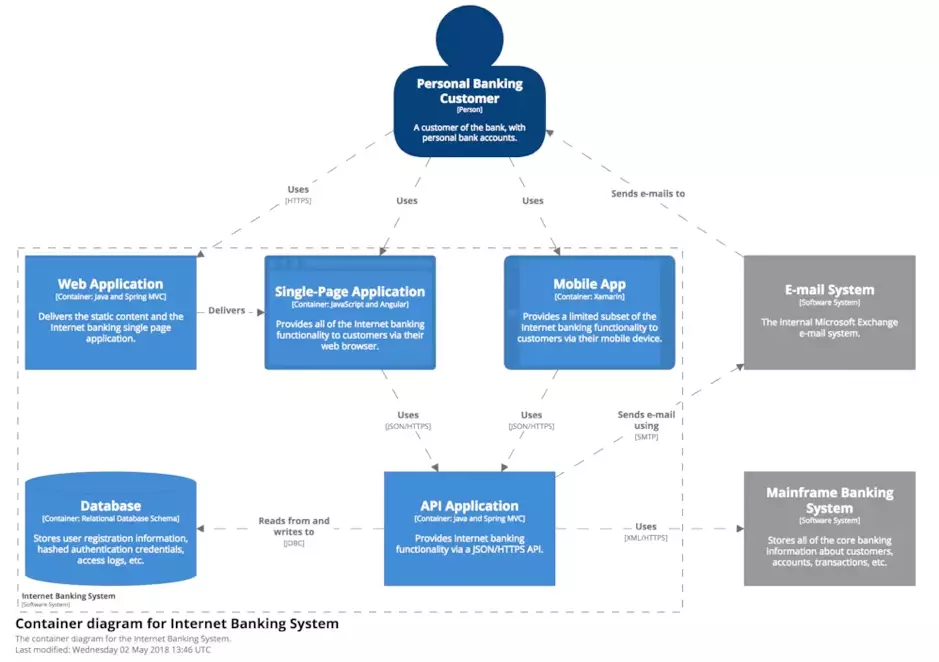 Personal Banking
Customer
[Person]
A customer of the bank, with
personal bank accounts.
Uses
[HTTPS]
Uses
Uses
Sends e-mails to
Web Application
[Container: Java and Spring MVC]
Delivers the static content and the
Internet banking single page
application.
Delivers
Single-Page Application
[Container: JavaScript and Angular]
Provides all of the Internet banking
functionality to customers via their
web browser.
Mobile App
[Container: Xamarin]
Provides a limited subset of the
Internet banking functionality to
customers via their mobile device.
E-mail System
[Software System]
The internal Microsoft Exchange
e-mail system.
Uses
[JSON/HTTPS]
Uses
[JSON/HTTPS]
Sends e-mail
using
[SMTP]
Database
[Container: Relational Database Schema]
Stores user registration information,
hashed authentication credentials,
access logs, etc.
Reads from and
writes to
[JDBC]
API Application
[Container: Java and Spring MVC]
Provides Internet banking
functionality via a JSON/HTTPS API.
Uses
[XML/HTTPS]
Mainframe Banking
System
[Software System]
Stores all of the core banking
information about customers,
accounts, transactions, etc.
Internet Banking System
[Software System]
Container diagram for Internet Banking System
The container diagram for the Internet Banking System.
Last modified: Wednesday 02 May 2018 13:46 UTC